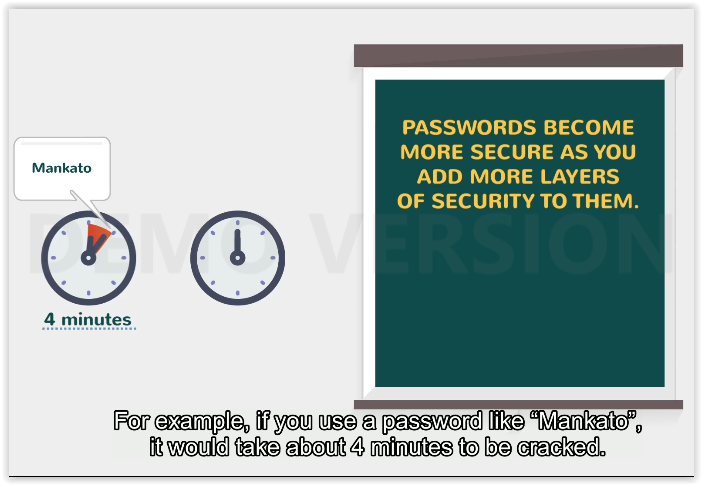 PASSWORDS BECOME
MORE SECURE AS YOU
ADD MORE LAYERS
OF SECURITY TO THEM.
Mankato
DEMO VERSION
4 minutes
For example, if you use a password like “Mankato”,
it would take about 4 minutes to be cracked.